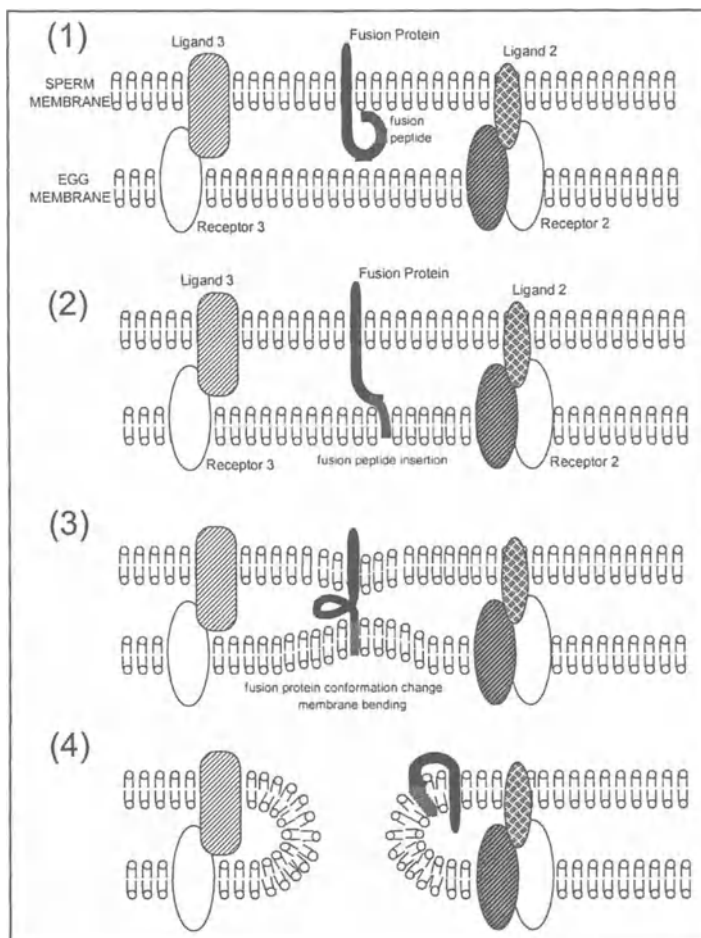 (1)
Ligand 3
Fusion Protein
Ligand 2
SPERM
MEMBRANE
fusion
peptide
EGG
MEMBRANE
Receptor 3
Receptor 2
(2)
Ligand 3
Fusion Protein
Ligand 2
Receptor 3
fusion peptide insertion
Receptor 2
(3)
fusion protein conformation change
membrane bending
(4)